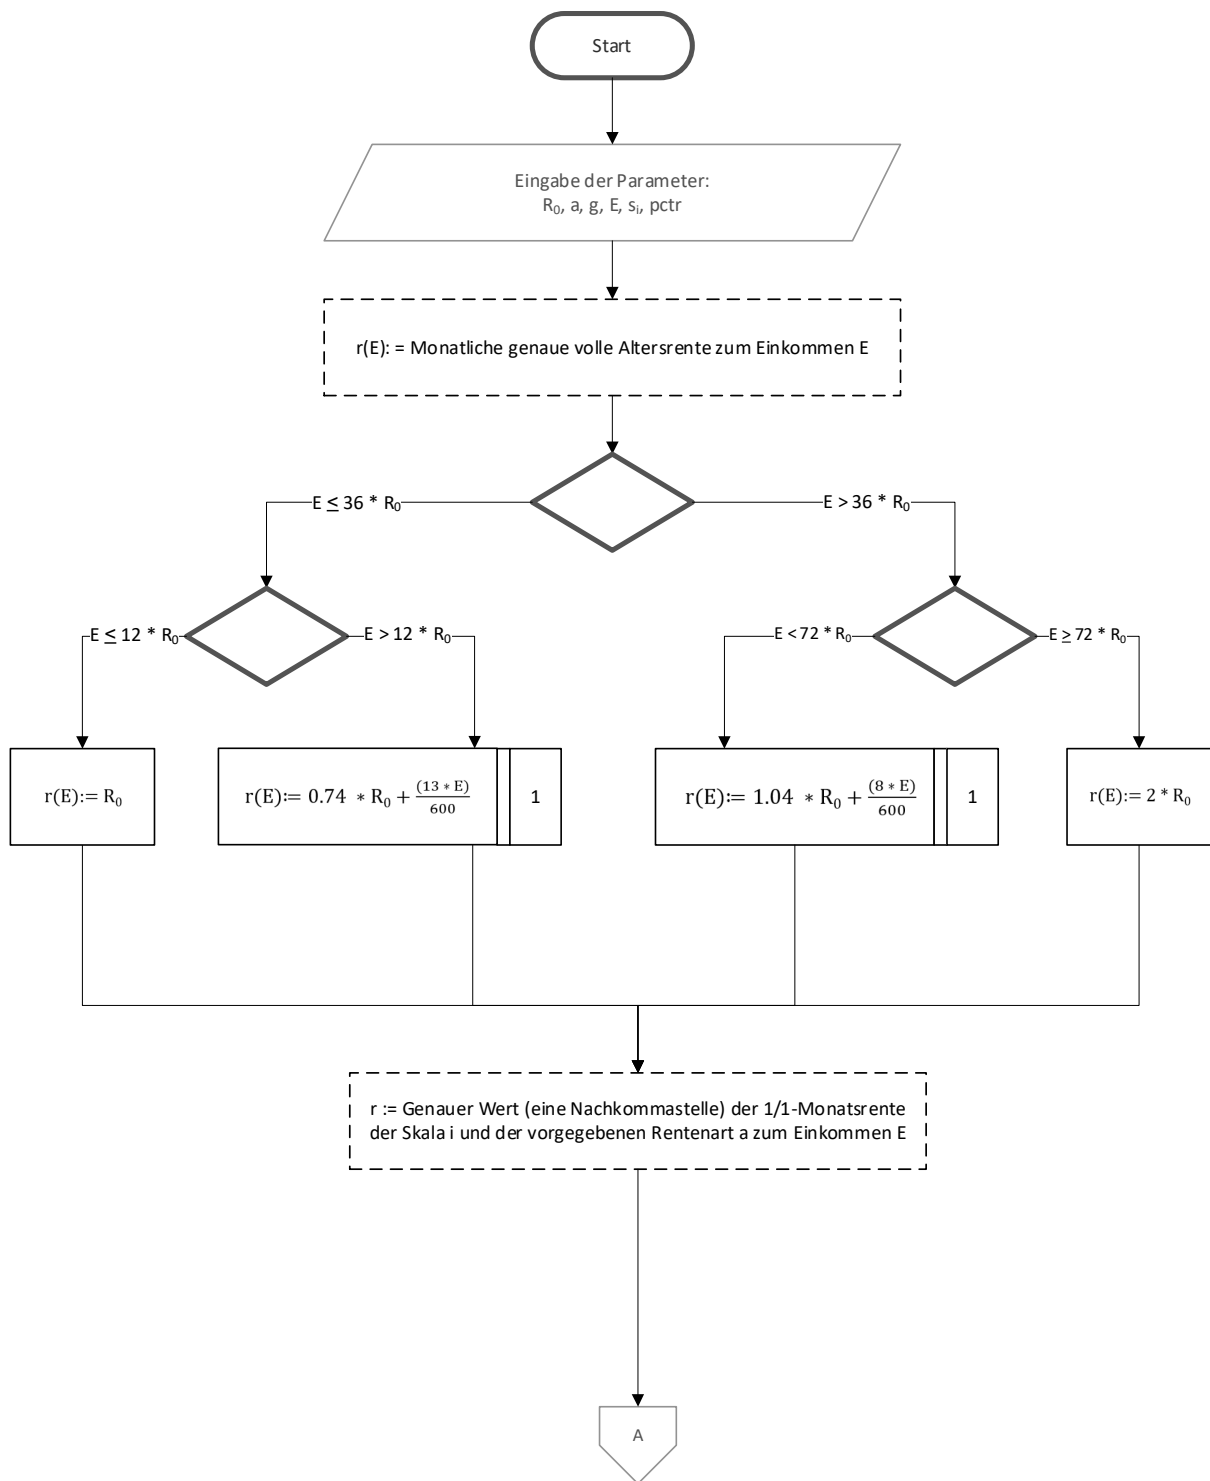 Start
Eingabe der Parameter:
R₀, a, g, E, sᵢ, pctr
r(E): = Monatliche genaue volle Altersrente zum Einkommen E
E ≤ 36 * R₀
E > 36 * R₀
E ≤ 12 * R₀
E > 12 * R₀
E < 72 * R₀
E ≥ 72 * R₀
r(E):= R₀
r(E):= 0.74 * R₀ + (13 * E)/600
1
r(E):= 1.04 * R₀ + (8 * E)/600
1
r(E):= 2 * R₀
r := Genauer Wert (eine Nachkommastelle) der 1/1-Monatsrente
der Skala i und der vorgegebenen Rentenart a zum Einkommen E
A